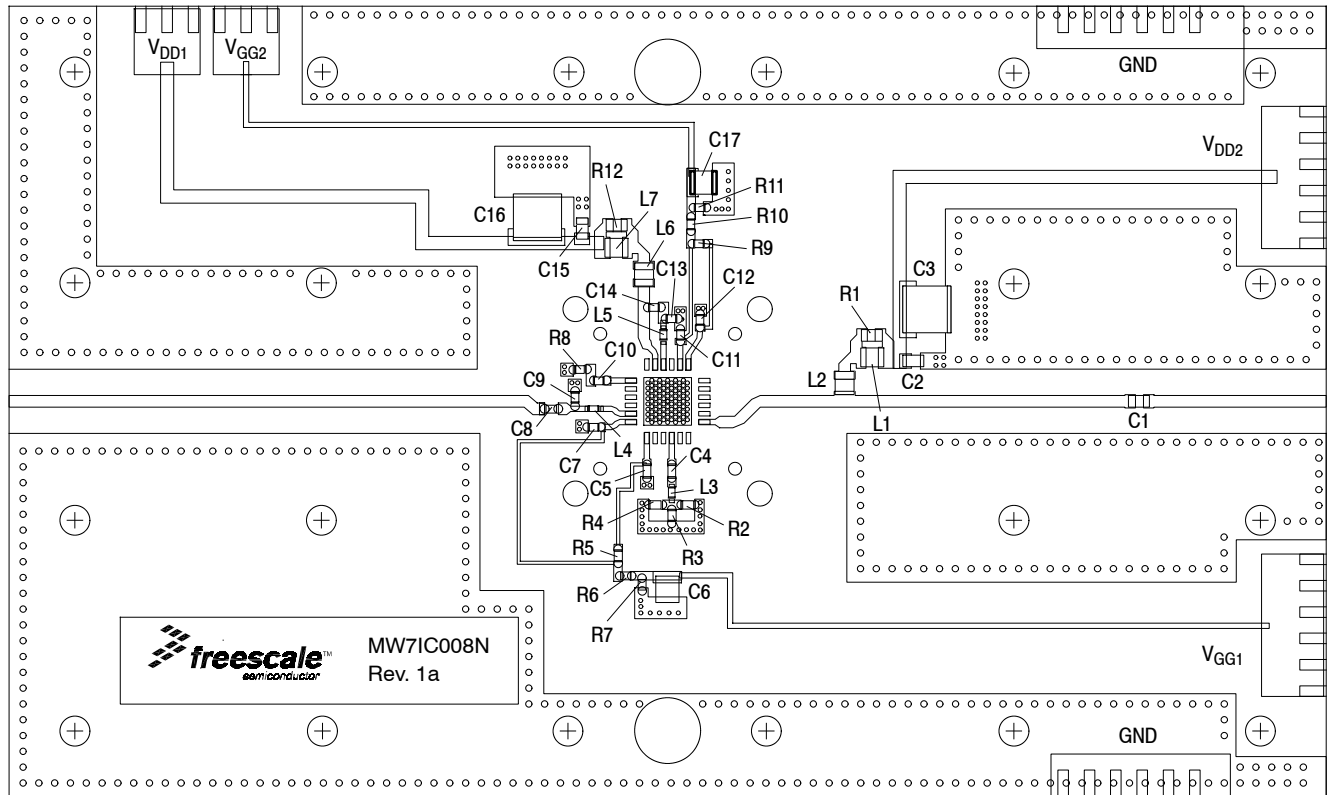 VDD1
VGG2
GND
C17
VDD2
R12
R11
L7
C16
R10
L6
R9
C15
C13
C3
C12
C14
R1
L5
C11
R8
C10
C9
L2
C2
C8
L1
C1
L4
C7
C4
C5
L3
R4
R2
R3
R5
R6
C6
R7
freescale™
semiconductor
MW7IC008N
Rev. 1a
VGG1
GND